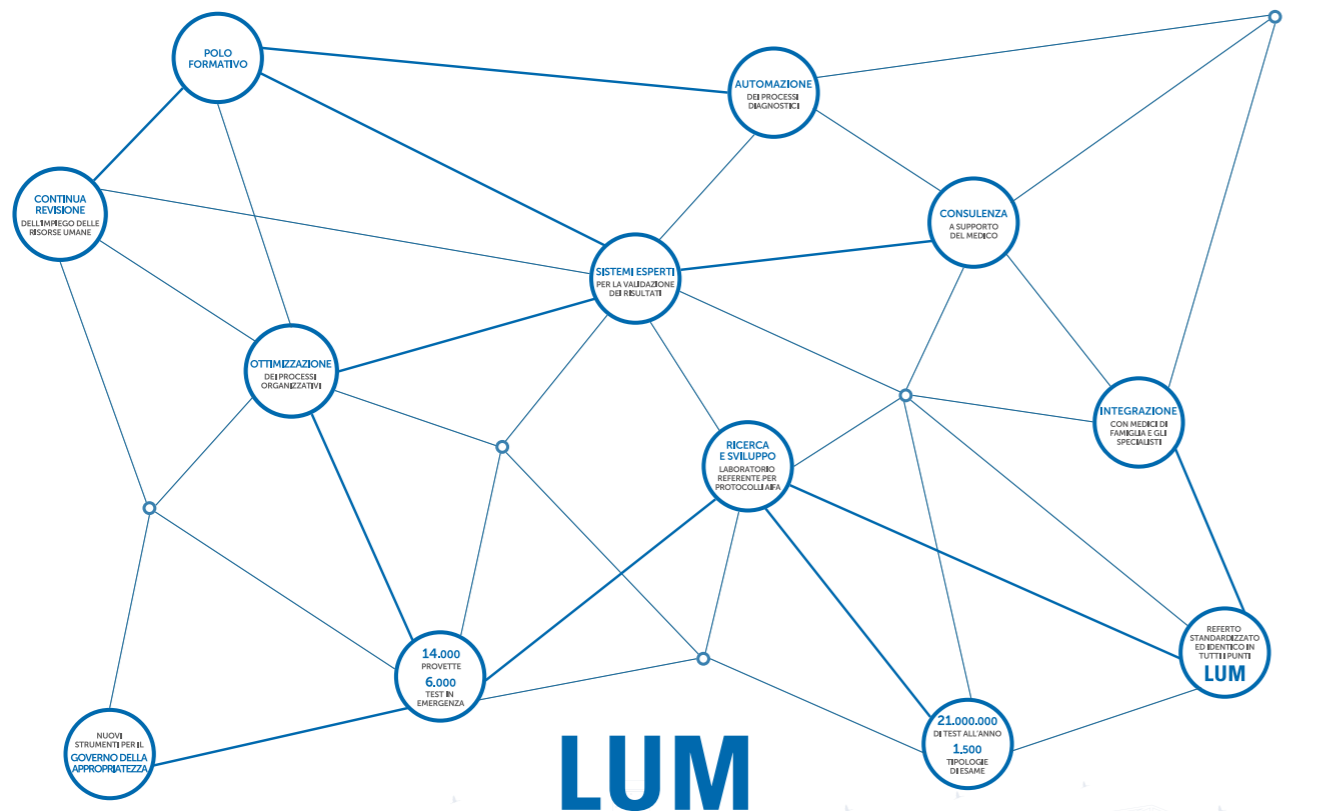 POLO
FORMATIVO
AUTOMAZIONE
DEI PROCESSI
DIAGNOSTICI
CONTINUA
REVISIONE
DELL'IMPIEGO DELLE
RISORSE UMANE
CONSULENZA
A SUPPORTO
DEL MEDICO
SISTEMI ESPERTI
PER LA VALIDAZIONE
DEI RISULTATI
OTTIMIZZAZIONE
DEI PROCESSI
ORGANIZZATIVI
INTEGRAZIONE
CON MEDICI DI
FAMIGLIA E GLI
SPECIALISTI
RICERCA
E SVILUPPO
LABORATORIO
REFERENTE PER
PROTOCOLLI AIFA
14.000
PROVETTE
6.000
TEST IN
EMERGENZA
REFERTO
STANDARDIZZATO
ED IDENTICO IN
TUTTI I PUNTI
LUM
NUOVI
STRUMENTI PER IL
GOVERNO DELLA
APPROPRIATEZZA
21.000.000
DI TEST ALL'ANNO
1.500
TIPOLOGIE
DI ESAME
LUM